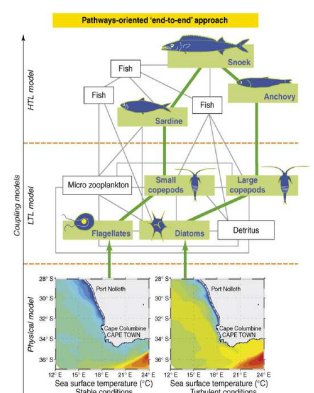 Pathways-oriented 'end-to-end' approach
Coupling models
HTL model
LTL model
Physical model
Snoek
Fish
Fish
Fish
Anchovy
Sardine
Micro zooplankton
Small
copepods
Large
copepods
Flagellates
Diatoms
Detritus
28° S
30° S
32° S
34° S
36° S
Port Nolloth
Cape Columbine
CAPE TOWN
12° E 15° E 18° E 21° E 24° E
Sea surface temperature (°C)
Stable conditions
28° S
30° S
32° S
34° S
36° S
Port Nolloth
Cape Columbine
CAPE TOWN
12° E 15° E 18° E 21° E 24° E
Sea surface temperature (°C)
Turbulent conditions